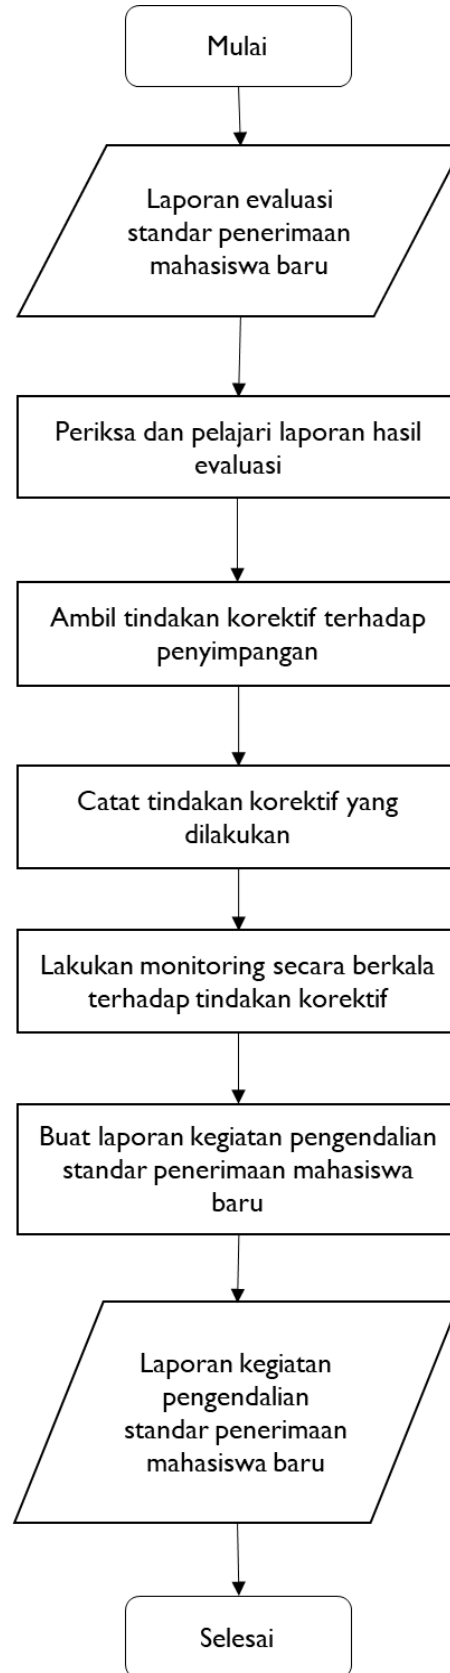 Mulai
Laporan evaluasi
standar penerimaan
mahasiswa baru
Periksa dan pelajari laporan hasil
evaluasi
Ambil tindakan korektif terhadap
penyimpangan
Catat tindakan korektif yang
dilakukan
Lakukan monitoring secara berkala
terhadap tindakan korektif
Buat laporan kegiatan pengendalian
standar penerimaan mahasiswa
baru
Laporan kegiatan
pengendalian
standar penerimaan
mahasiswa baru
Selesai